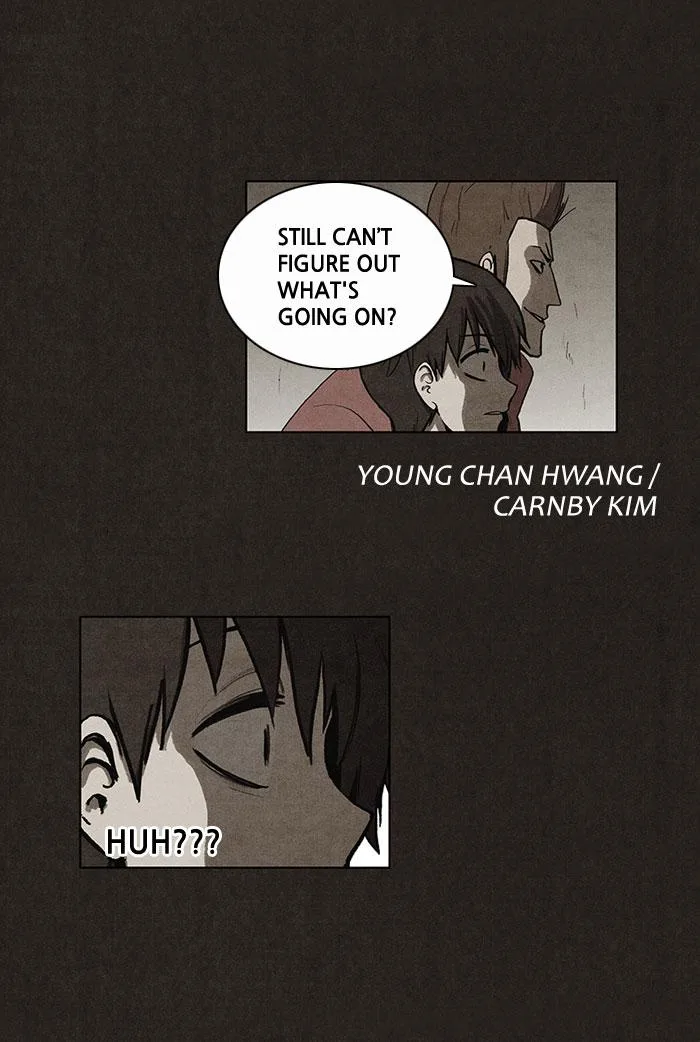 STILL CAN'T
FIGURE OUT
WHAT'S
GOING ON?
YOUNG CHAN HWANG /
CARNBY KIM
HUH???